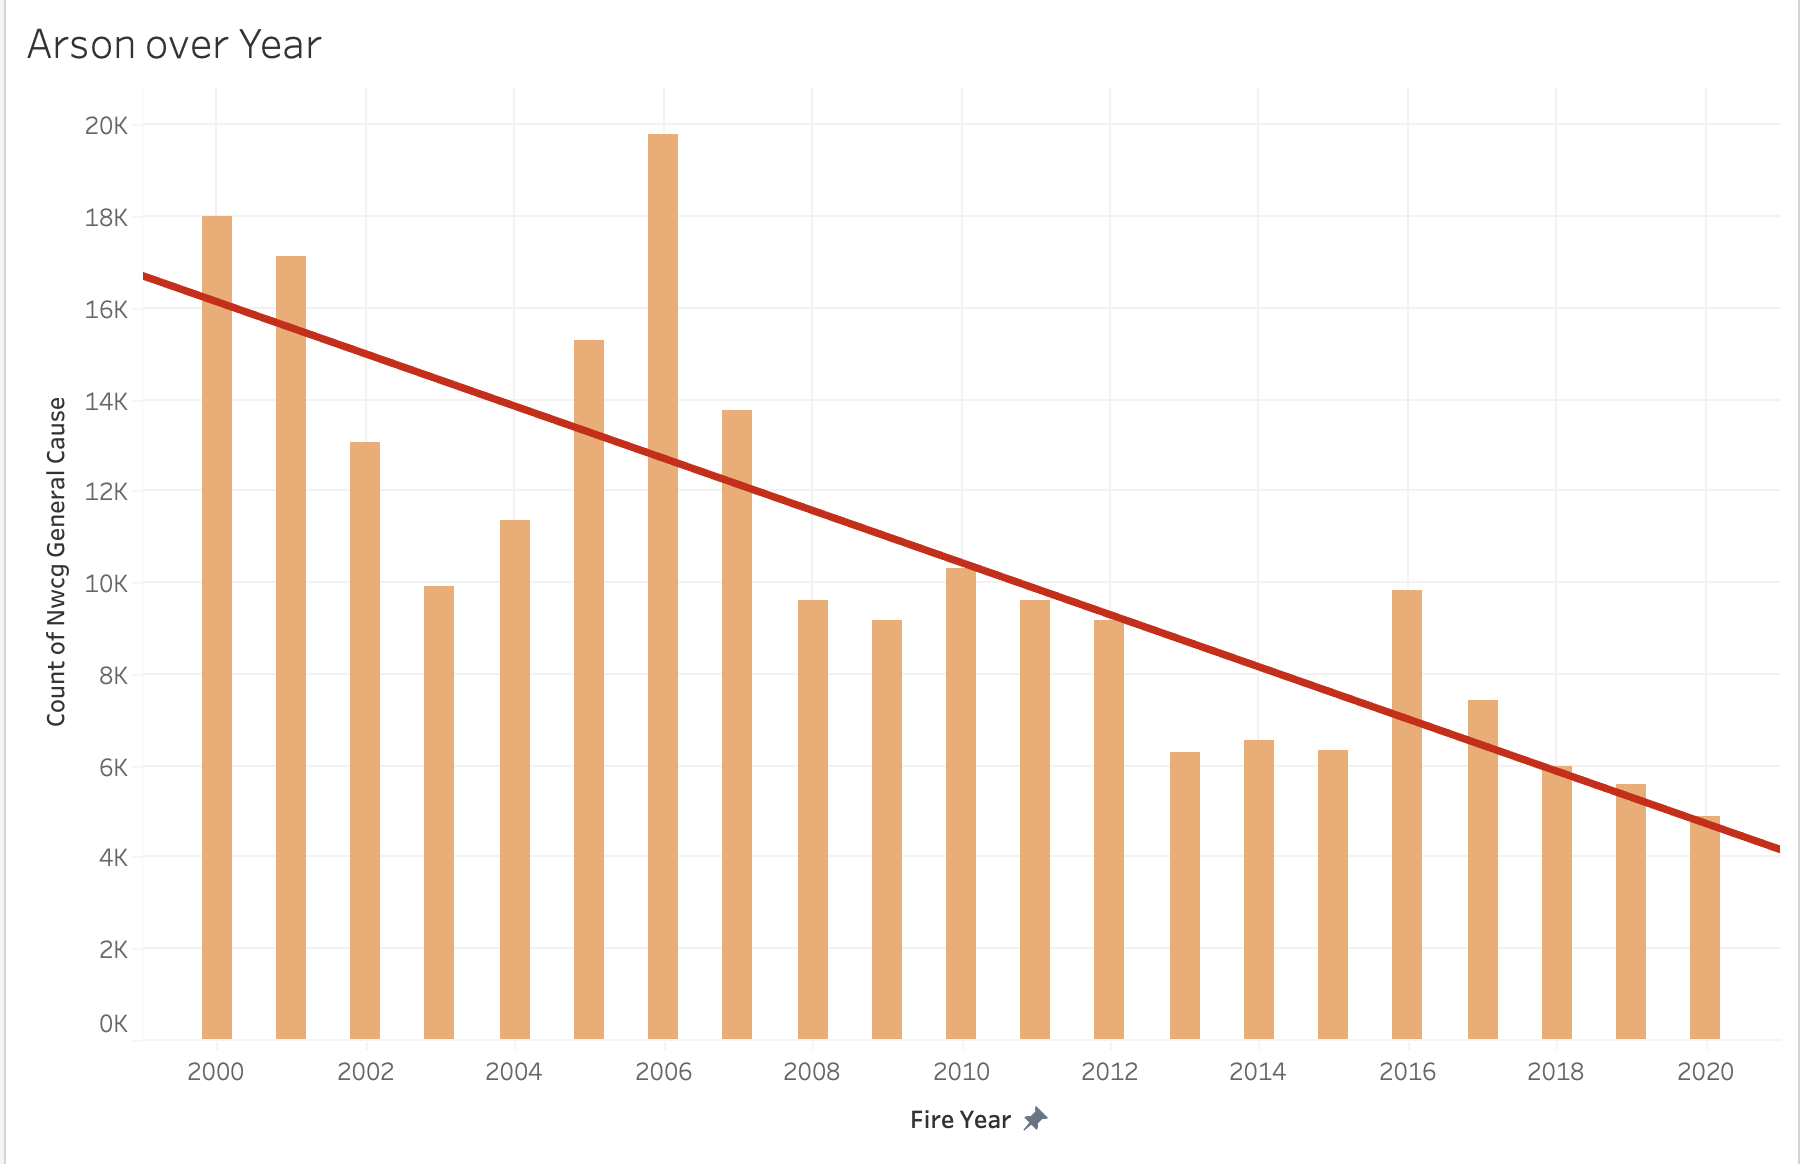 Arson over Year
20K
18K
16K
14K
12K
10K
8K
6K
4K
2K
0K
Count of Nwcg General Cause
2000 2002 2004 2006 2008 2010 2012 2014 2016 2018 2020
Fire Year